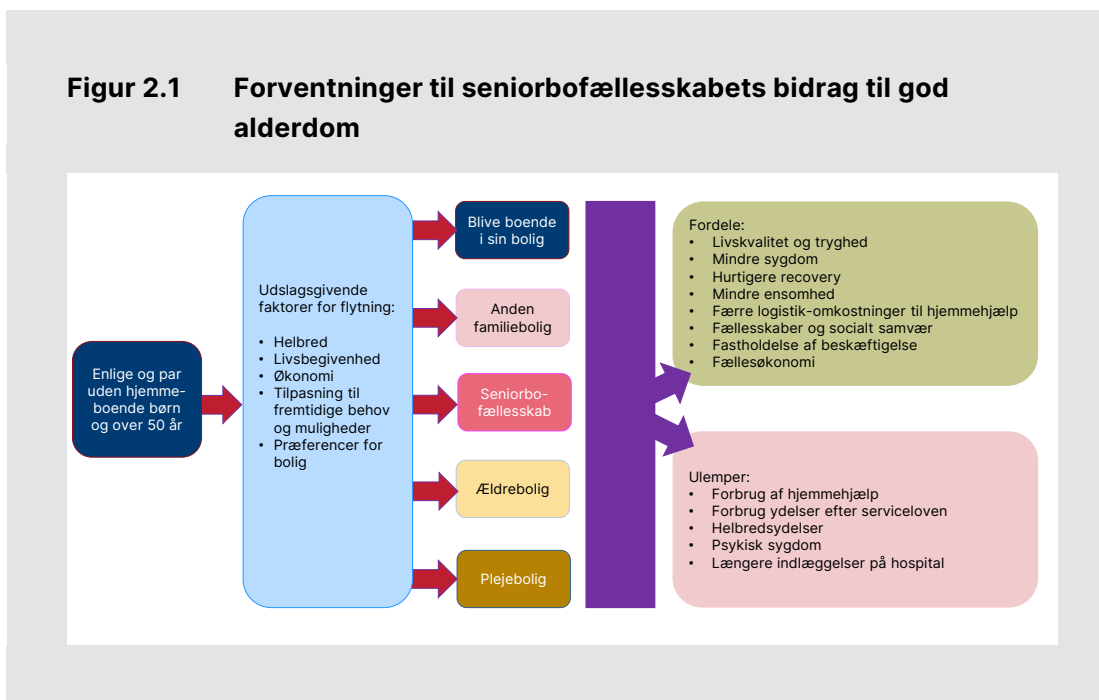 Figur 2.1 Forventninger til seniorbofællesskabets bidrag til god
alderdom
Enlige og par
uden hjemme-
boende børn
og over 50 år
Udslagsgivende
faktorer for flytning:
• Helbred
• Livsbegivenhed
• Økonomi
• Tilpasning til
fremtidige behov
og muligheder
• Præferencer for
bolig
Blive boende
i sin bolig
Anden
familiebolig
Seniorbo-
fællesskab
Ældrebolig
Plejebolig
Fordele:
• Livskvalitet og tryghed
• Mindre sygdom
• Hurtigere recovery
• Mindre ensomhed
• Færre logistik-omkostninger til hjemmehjælp
• Fællesskaber og socialt samvær
• Fastholdelse af beskæftigelse
• Fællesøkonomi
Ulemper:
• Forbrug af hjemmehjælp
• Forbrug ydelser efter serviceloven
• Helbredsydelser
• Psykisk sygdom
• Længere indlæggelser på hospital